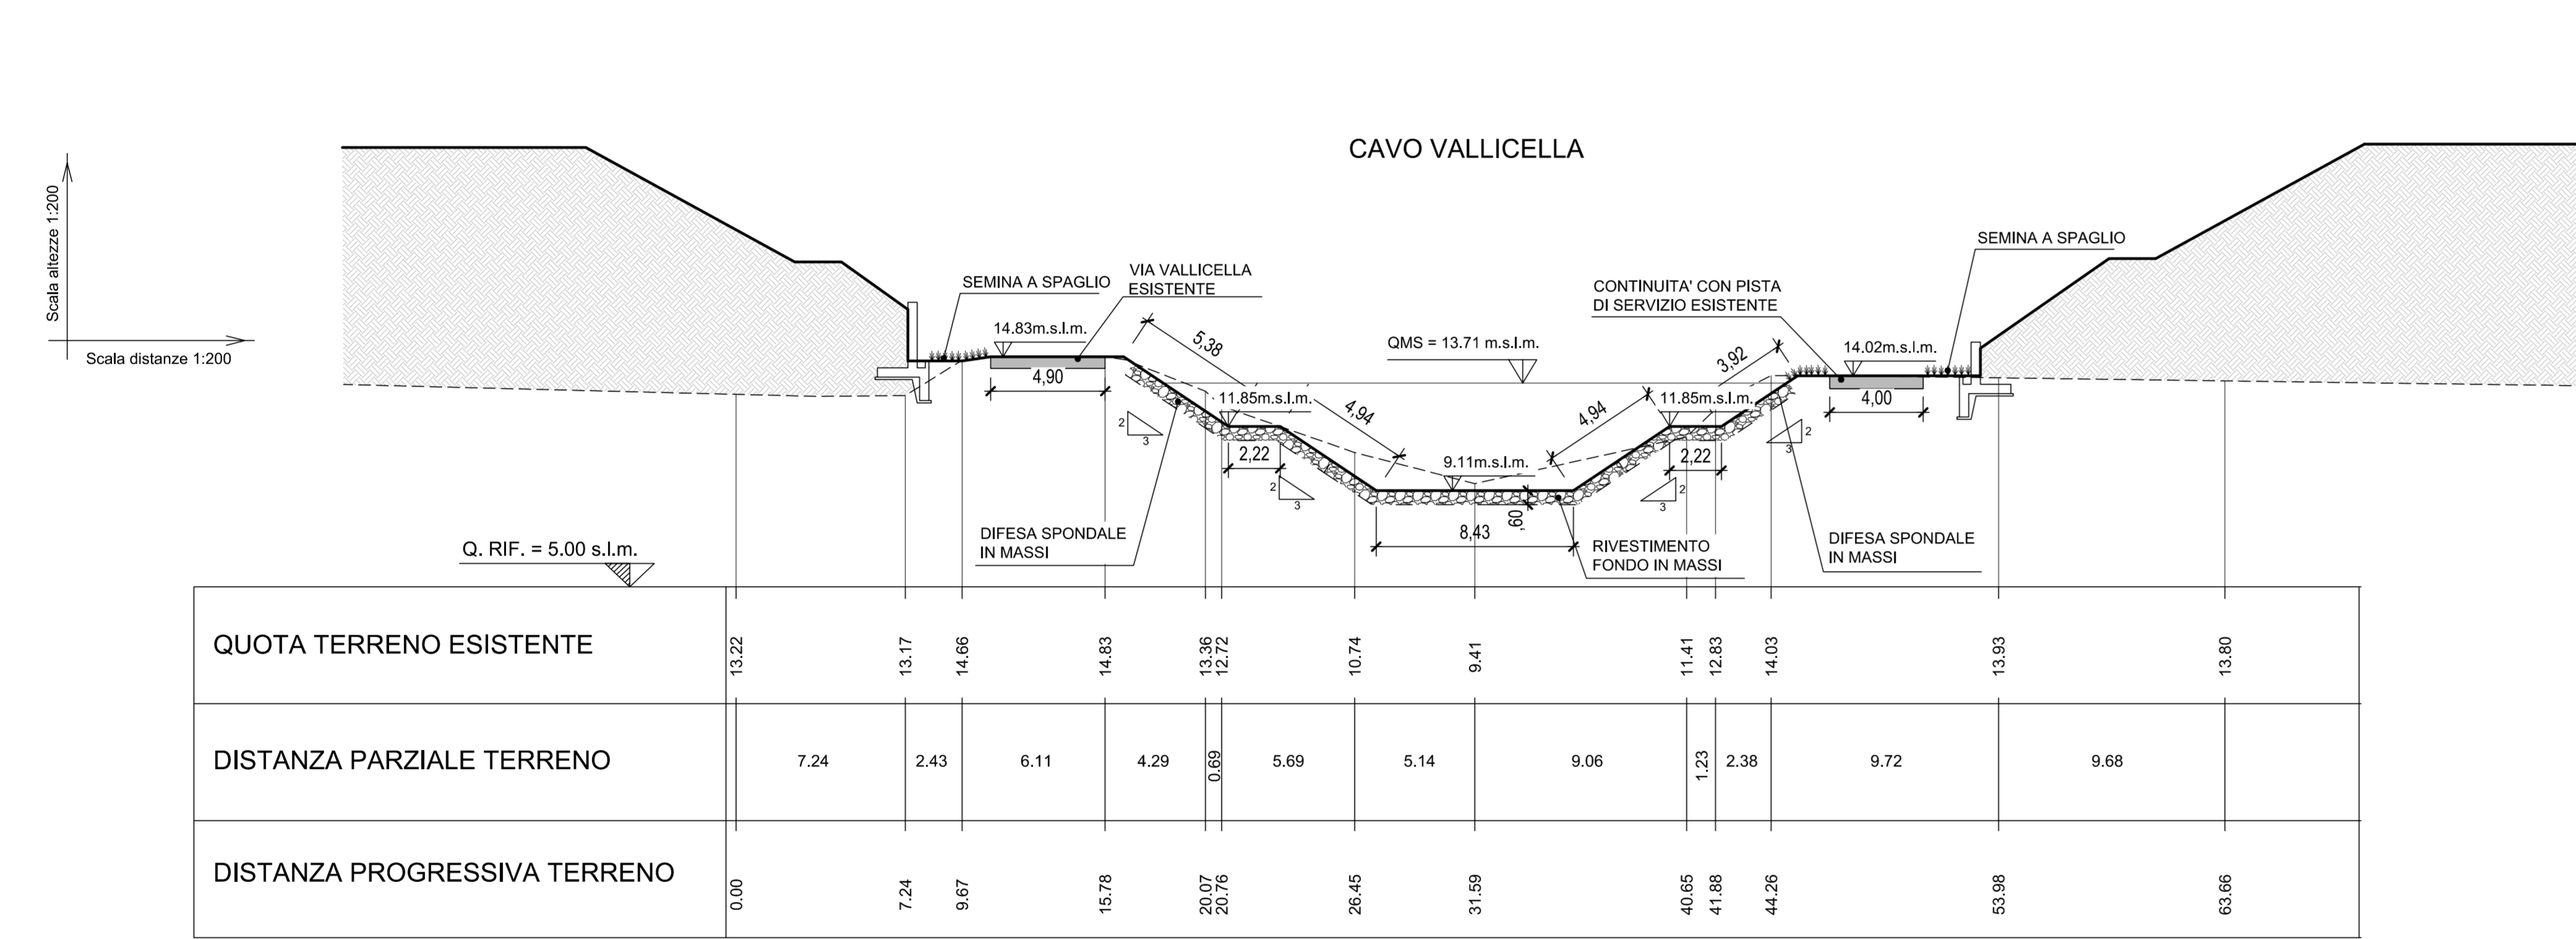 CAVO VALLICELLA
Scala altezze 1:200
Scala distanze 1:200
SEMINA A SPAGLIO
VIA VALLICELLA
ESISTENTE
14.83m.s.l.m.
4,90
5,38
QMS = 13.71 m.s.l.m.
11.85m.s.l.m.
4,94
2,22
2
3
2
3
9.11m.s.l.m.
,60
8,43
4,94
11.85m.s.l.m.
2,22
2
3
3,92
2
3
CONTINUITA' CON PISTA
DI SERVIZIO ESISTENTE
14.02m.s.l.m.
4,00
SEMINA A SPAGLIO
DIFESA SPONDALE
IN MASSI
RIVESTIMENTO
FONDO IN MASSI
DIFESA SPONDALE
IN MASSI
Q. RIF. = 5.00 s.l.m.
QUOTA TERRENO ESISTENTE
13.22
13.17
14.66
14.83
13.36
12.72
10.74
9.41
11.41
12.83
14.03
13.93
13.80
DISTANZA PARZIALE TERRENO
7.24
2.43
6.11
4.29
0.69
5.69
5.14
9.06
1.23
2.38
9.72
9.68
DISTANZA PROGRESSIVA TERRENO
0.00
7.24
9.67
15.78
20.07
20.76
26.45
31.59
40.65
41.88
44.26
53.98
63.66